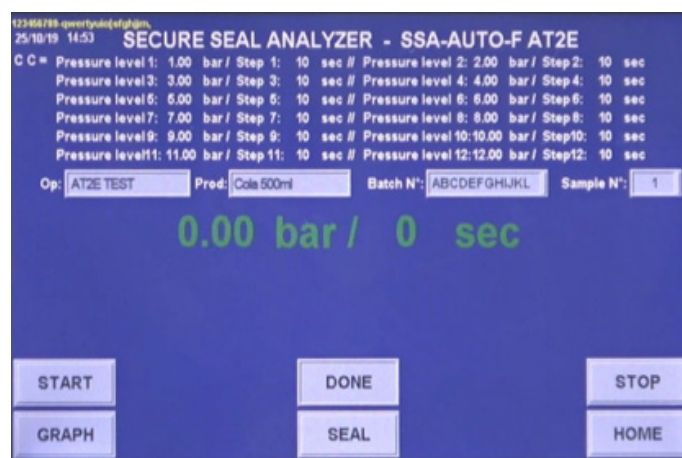 123456789-qwertyuio[sfghjm,
25/10/19 14:53 SECURE SEAL ANALYZER - SSA-AUTO-F AT2E
C C = Pressure level 1: 1.00 bar / Step 1: 10 sec // Pressure level 2: 2.00 bar / Step 2: 10 sec
Pressure level 3: 3.00 bar / Step 3: 10 sec // Pressure level 4: 4.00 bar / Step 4: 10 sec
Pressure level 5: 5.00 bar / Step 5: 10 sec // Pressure level 6: 6.00 bar / Step 6: 10 sec
Pressure level 7: 7.00 bar / Step 7: 10 sec // Pressure level 8: 8.00 bar / Step 8: 10 sec
Pressure level 9: 9.00 bar / Step 9: 10 sec // Pressure level 10: 10.00 bar / Step10: 10 sec
Pressure level11: 11.00 bar / Step 11: 10 sec // Pressure level 12: 12.00 bar / Step12: 10 sec
Op: AT2E TEST Prod: Cola 500ml Batch N°: ABCDEFGHIJKL Sample N°: 1
0.00 bar / 0 sec
START DONE STOP
GRAPH SEAL HOME